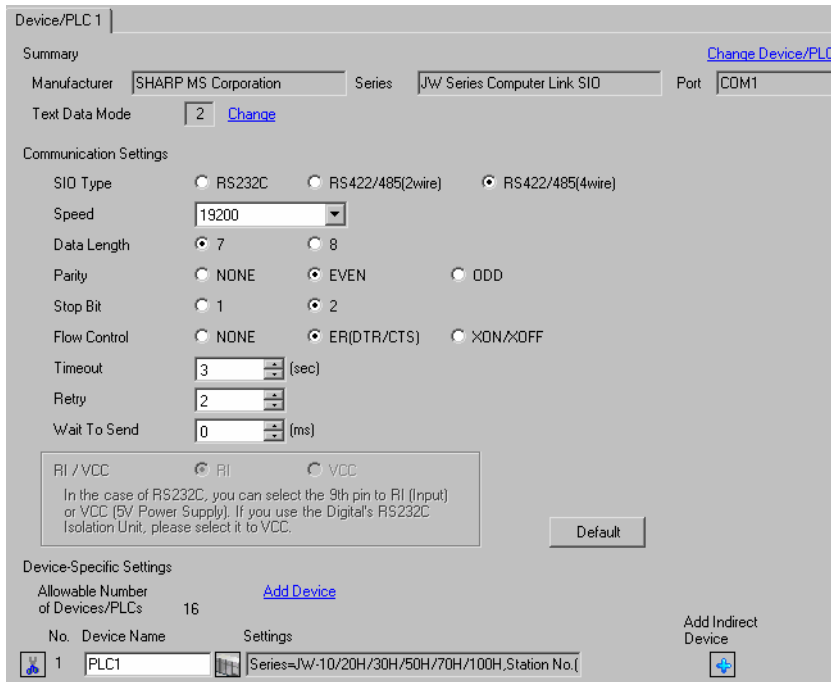 Device/PLC 1
Summary
Change Device/PLC
Manufacturer SHARP MS Corporation Series JW Series Computer Link SIO Port COM1
Text Data Mode 2 Change
Communication Settings
SIO Type RS232C RS422/485(2wire) RS422/485(4wire)
Speed 19200
Data Length 7 8
Parity NONE EVEN ODD
Stop Bit 1 2
Flow Control NONE ER(DTR/CTS) XON/XOFF
Timeout 3 (sec)
Retry 2
Wait To Send 0 (ms)
RI / VCC RI VCC
In the case of RS232C, you can select the 9th pin to RI (Input)
or VCC (5V Power Supply). If you use the Digital's RS232C
Isolation Unit, please select it to VCC.
Default
Device-Specific Settings
Allowable Number
of Devices/PLCs 16
Add Device
Add Indirect
Device
No. Device Name Settings
1 PLC1 Series=JW-10/20H/30H/50H/70H/100H,Station No.(